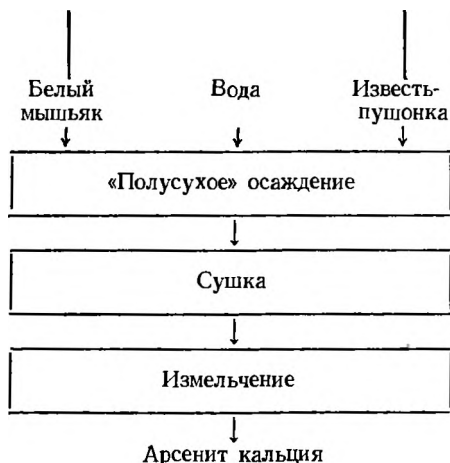 Белый
мышьяк
Вода
Известь-
пушонка
«Полусухое» осаждение
Сушка
Измельчение
Арсенит кальция